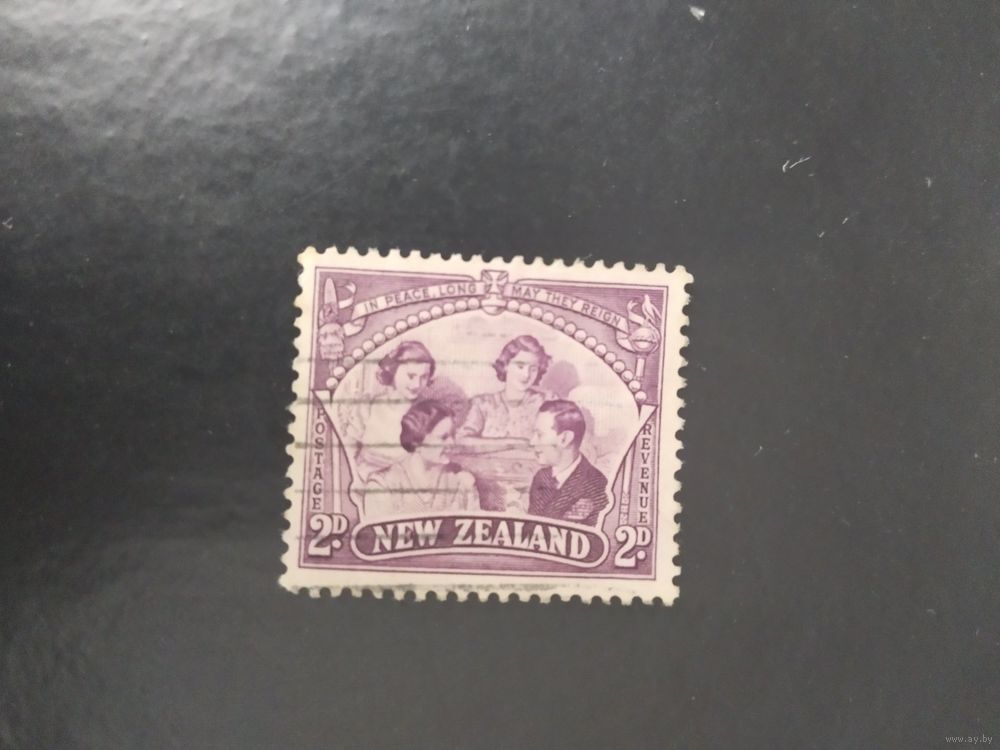 IN PEACE, LONG MAY THEY REIGN
POSTAGE
REVENUE
2D.
NEW ZEALAND
2D.
www.ay.by